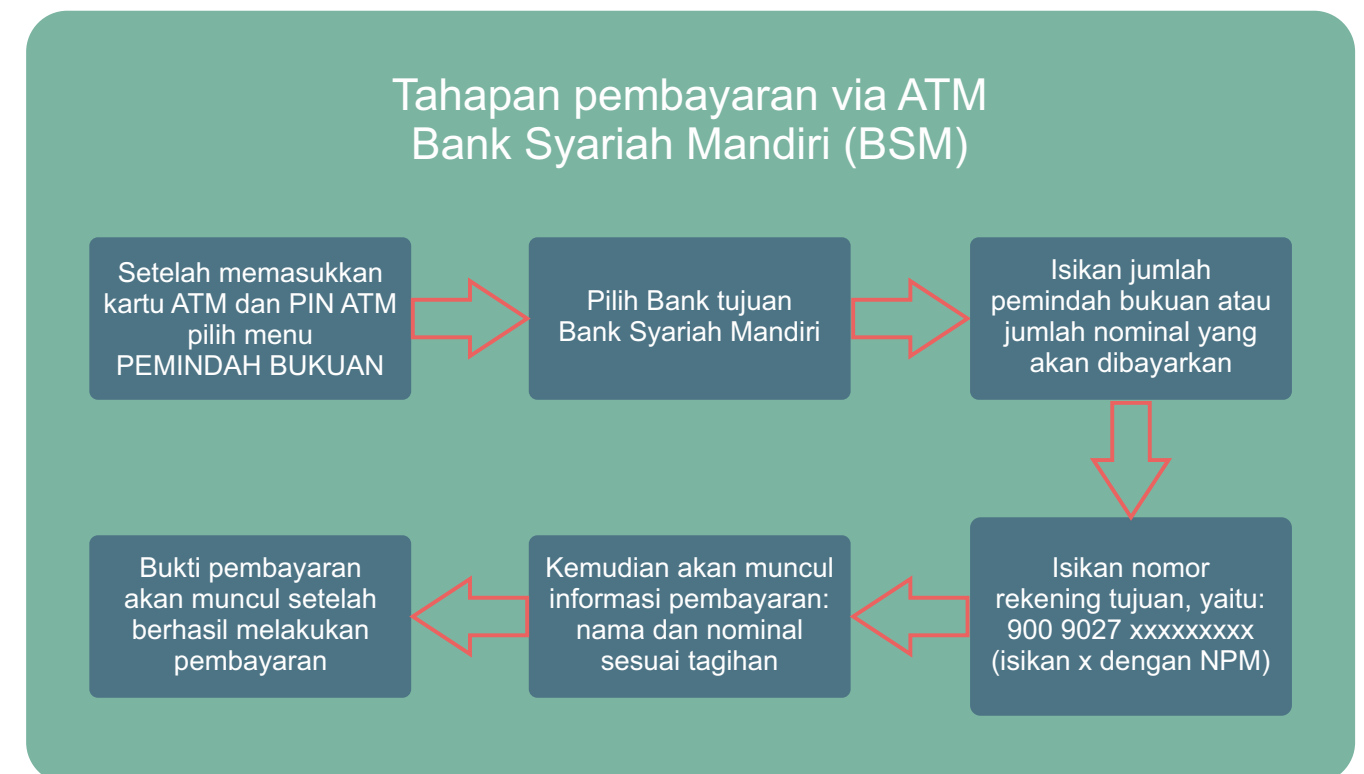 Tahapan pembayaran via ATM
Bank Syariah Mandiri (BSM)
Setelah memasukkan
kartu ATM dan PIN ATM
pilih menu
PEMINDAH BUKUAN
Pilih Bank tujuan
Bank Syariah Mandiri
Isikan jumlah
pemindah bukuan atau
jumlah nominal yang
akan dibayarkan
Isikan nomor
rekening tujuan, yaitu:
900 9027 xxxxxxxxx
(isikan x dengan NPM)
Kemudian akan muncul
informasi pembayaran:
nama dan nominal
sesuai tagihan
Bukti pembayaran
akan muncul setelah
berhasil melakukan
pembayaran